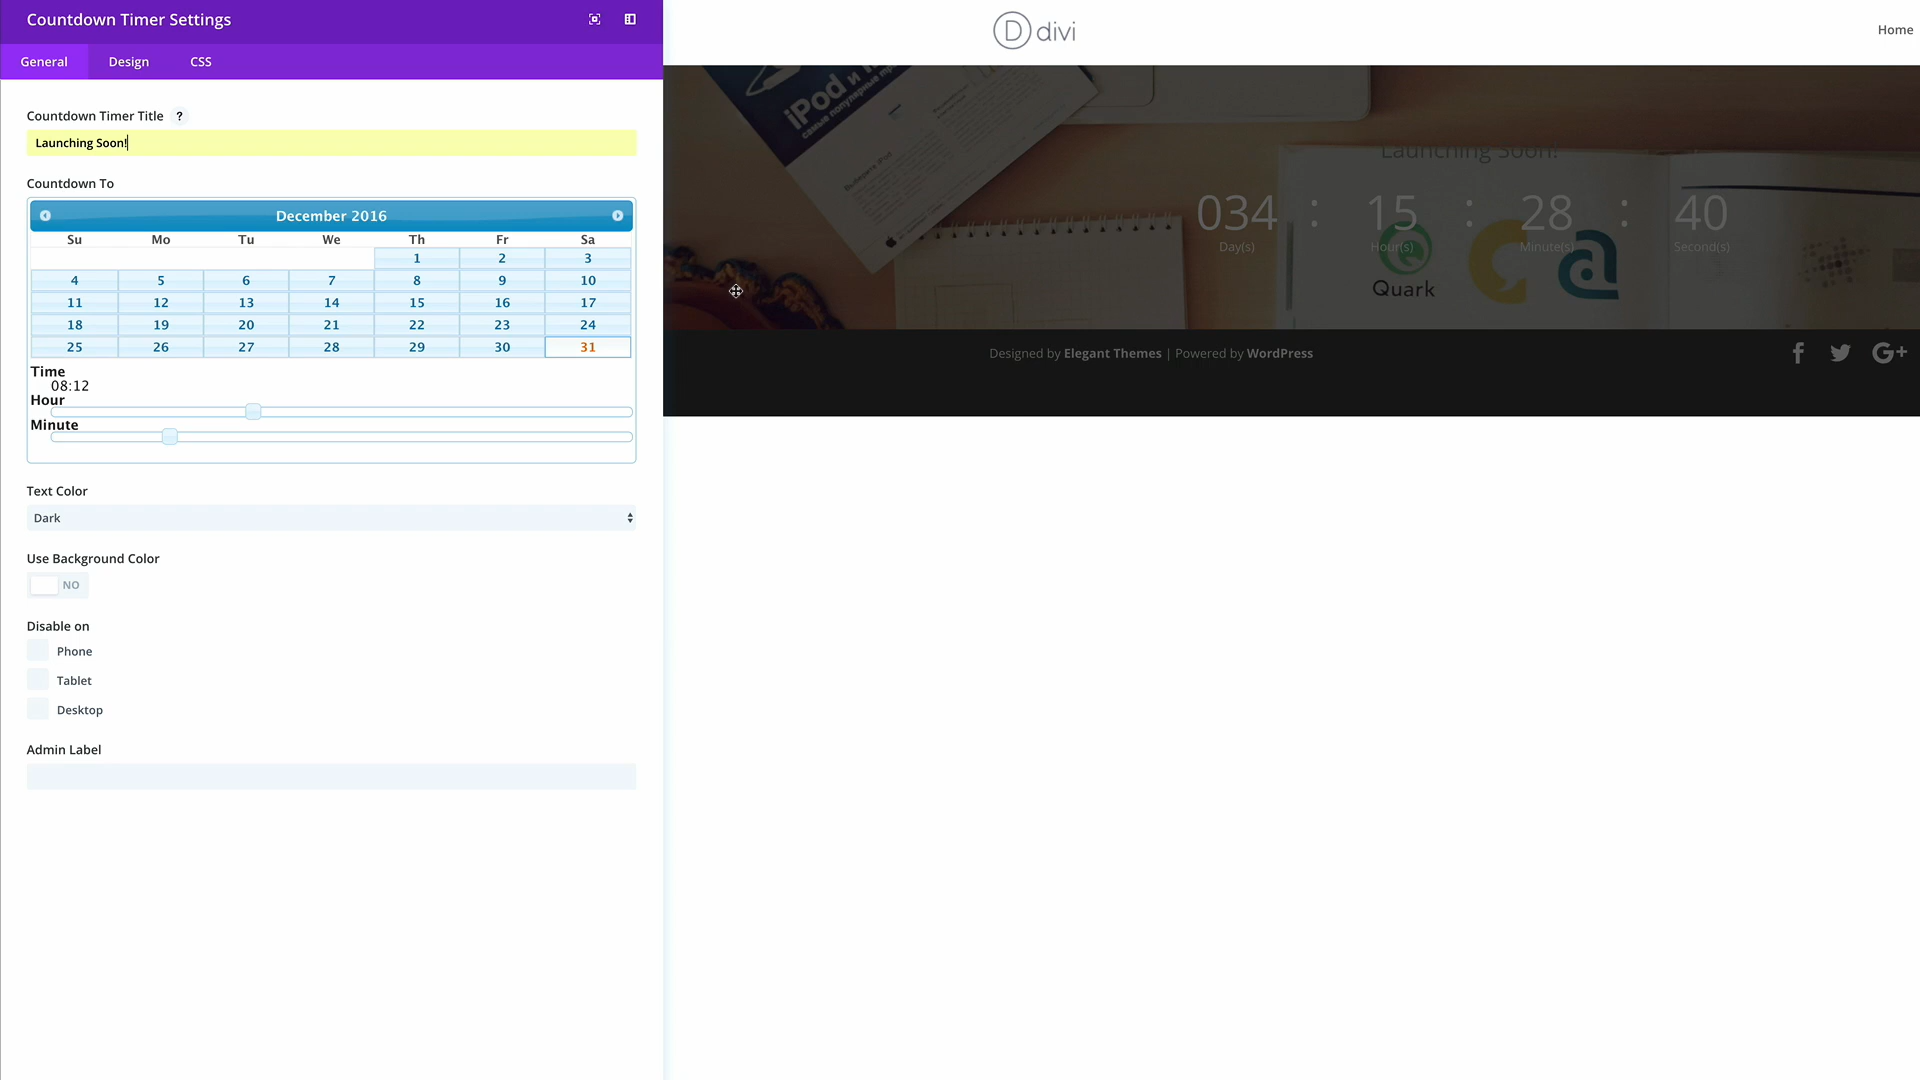 Countdown Timer Settings
General
Design
CSS
Countdown Timer Title ?
Launching Soon!
Countdown To
December 2016
Su Mo Tu We Th Fr Sa
1 2 3
4 5 6 7 8 9 10
11 12 13 14 15 16 17
18 19 20 21 22 23 24
25 26 27 28 29 30 31
Time
08:12
Hour
Minute
Text Color
Dark
Use Background Color
NO
Disable on
Phone
Tablet
Desktop
Admin Label
D divi
Home
iPod и
самые популярные
Launching Soon!
034 : 15 : 28 : 40
Day(s) Hour(s) Minute(s) Second(s)
Quark
Designed by Elegant Themes | Powered by WordPress